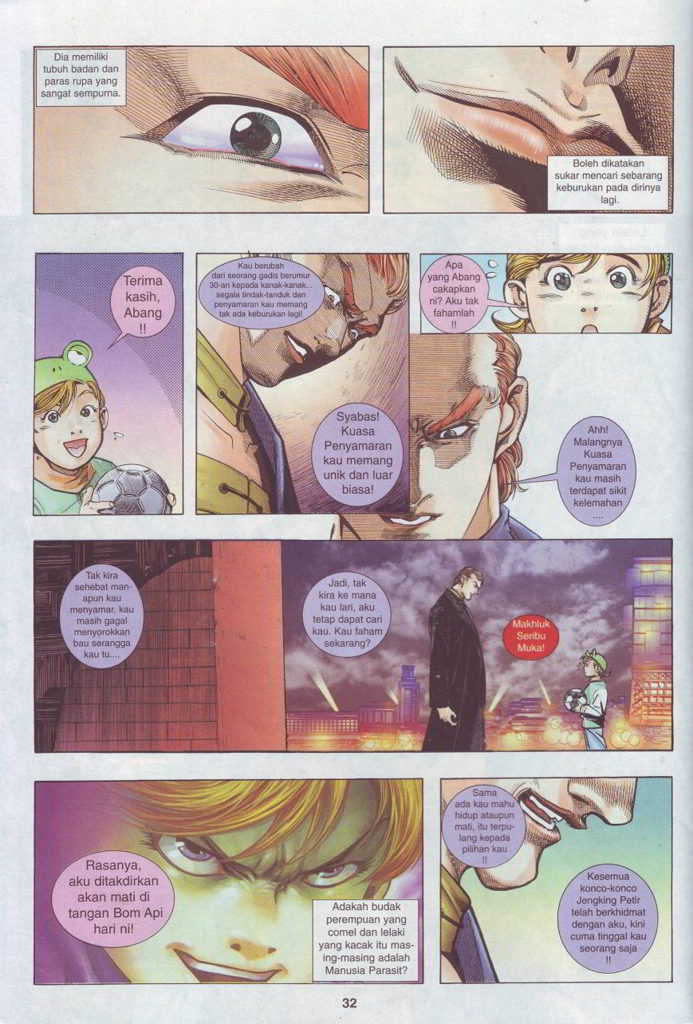 Dia memiliki
tubuh badan dan
paras rupa yang
sangat sempurna.
Boleh dikatakan
sukar mencari sebarang
keburukan pada dirinya
lagi.
Terima
kasih,
Abang
!!
Kau berubah
dari seorang gadis berumur
30-an kepada kanak-kanak...
segala tindak-tanduk dan
penyamaran kau memang
tak ada keburukan lagi!
Syabas!
Kuasa
Penyamaran
kau memang
unik dan luar
biasa!
Apa
yang Abang
cakapkan
ni? Aku tak
fahamlah
!!
Ahh!
Malangnya
Kuasa
Penyamaran
kau masih
terdapat sikit
kelemahan
....
Tak kira
sehebat man-
apun kau
menyamar, kau
masih gagal
menyorokkan
bau serangga
kau tu....
Jadi, tak
kira ke mana
kau lari, aku
tetap dapat cari
kau. Kau faham
sekarang?
Makhluk
Seribu
Muka!
Rasanya,
aku ditakdirkan
akan mati di
tangan Bom Api
hari ni!
Adakah budak
perempuan yang
comel dan lelaki
yang kacak itu mas-
ing-masing adalah
Manusia Parasit?
Sama
ada kau mahu
hidup ataupun
mati, itu terpu-
lang kepada
pilihan kau
!!
Kesemua
konco-konco
Jengking Petir
telah berkhidmat
dengan aku, kini
cuma tinggal kau
seorang saja
!!
32